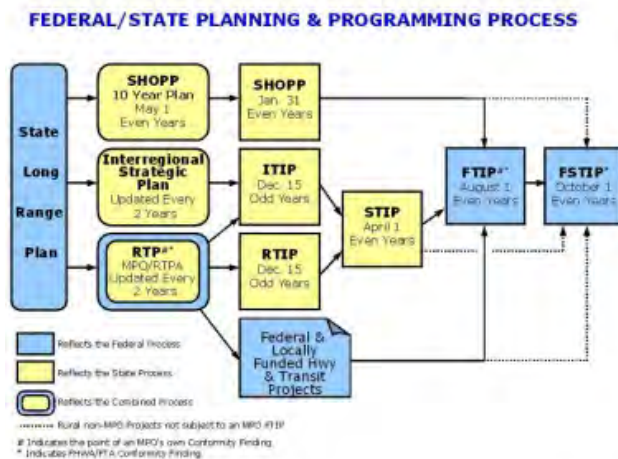 FEDERAL/STATE PLANNING & PROGRAMMING PROCESS
State
Long
Range
Plan
SHOPP
10 Year Plan
May 1
Even Years
SHOPP
Jan. 31
Even Years
Interregional
Strategic
Plan
Updated Every
2 Years
ITIP
Dec. 15
Odd Years
STIP
April 1
Even Years
FTIP#*
August 1
Even Years
FSTIP*
October 1
Even Years
RTP#*
MPO/RTPA
Updated Every
2 Years
RTIP
Dec. 15
Odd Years
Federal &
Locally
Funded Hwy
& Transit
Projects
Reflects the Federal Process
Reflects the State Process
Reflects the Combined Process
Rural non-MPO Projects not subject to an MPO FTIP
# Indicates the point of an MPO's own Conformity Finding.
* Indicates FHWA/FTA Conformity Finding.